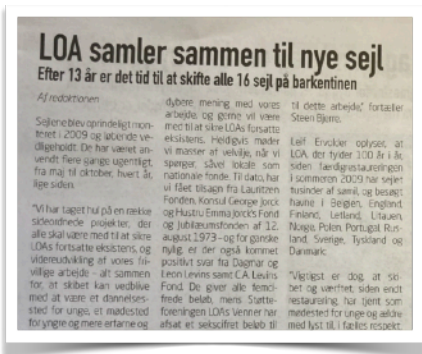 LOA samler sammen til nye sejl
Efter 13 år er det tid til at skifte alle 16 sejl på barkentinen
Af redaktionen
Sejlene blev oprindeligt mon-
teret i 2009 og løbende ve-
dligeholdt. De har været an-
vendt flere gange ugentligt,
fra maj til oktober, hvert år,
lige siden.
"Vi har taget hul på en række
sideordnede projekter, der
alle skal være med til at sikre
LOAs fortsatte eksistens, og
videreudvikling af vores fri-
villige arbejde - alt sammen
for, at skibet kan vedblive
med at være et dannelses-
sted for unge, et mødested
for yngre og mere erfarne og
dybere mening med vores
arbejde, og gerne vil være
med til at sikre LOAs forsatte
eksistens. Heldigvis møder
vi masser af velvilje, når vi
spørger, såvel lokale som
nationale fonde. Til dato, har
vi fået tilsagn fra Lauritzen
Fonden, Konsul George Jorck
og Hustru Emma Jorck's Fond
og Jubilæumsfonden af 12.
august 1973 - og for ganske
nylig, er der også kommet
positivt svar fra Dagmar og
Leon Levins samt C.A. Levins
Fond. De giver alle femci-
frede beløb, mens Støtte-
foreningen LOAs Venner har
afsat et sekscifret beløb til
til dette arbejde," fortæller
Steen Bjerre.
Leif Ervolder oplyser, at
LOA, der fylder 100 år i år,
siden færdigrestaureringen
i sommeren 2009 har sejlet
tusinder af sømil, og besøgt
havne i Belgien, England,
Finland, Letland, Litauen,
Norge, Polen, Portugal, Rus-
land, Sverige, Tyskland og
Danmark.
"Vigtigst er dog, at ski-
bet og værftet, siden endt
restaurering, har tjent som
mødested for unge og ældre
med lyst til, i fælles respekt